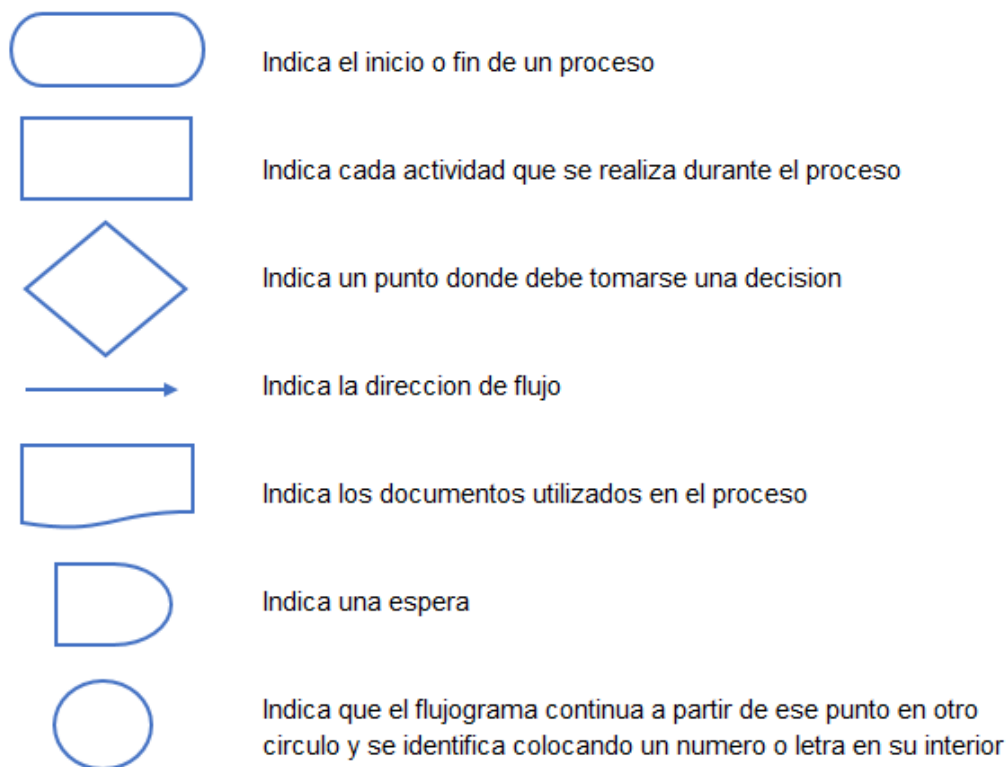 Indica el inicio o fin de un proceso
Indica cada actividad que se realiza durante el proceso
Indica un punto donde debe tomarse una decision
Indica la direccion de flujo
Indica los documentos utilizados en el proceso
Indica una espera
Indica que el flujograma continua a partir de ese punto en otro
circulo y se identifica colocando un numero o letra en su interior